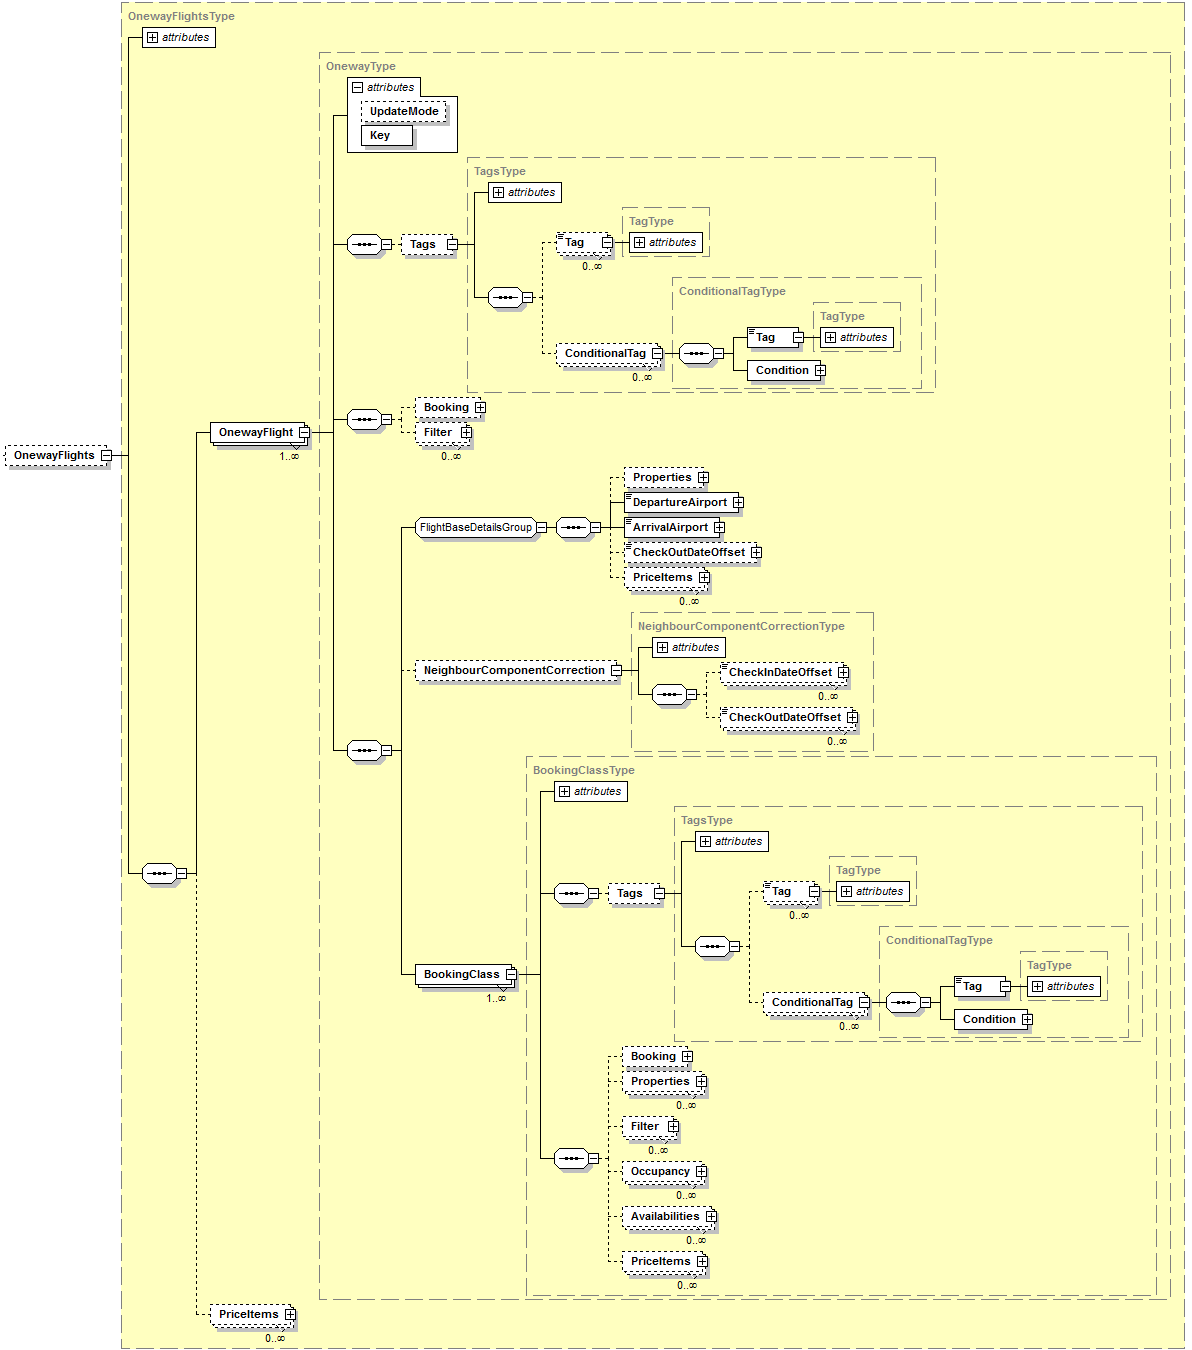 OnewayFlightsType
attributes
OnewayType
attributes
UpdateMode
Key
TagsType
attributes
TagType
Tag
attributes
0..∞
Tags
ConditionalTagType
TagType
Tag
attributes
ConditionalTag
0..∞
Condition
Booking
Filter
0..∞
OnewayFlight
1..∞
OnewayFlights
Properties
DepartureAirport
FlightBaseDetailsGroup
ArrivalAirport
CheckOutDateOffset
PriceItems
0..∞
NeighbourComponentCorrectionType
attributes
NeighbourComponentCorrection
CheckInDateOffset
0..∞
CheckOutDateOffset
0..∞
BookingClassType
attributes
TagsType
attributes
TagType
Tags
Tag
attributes
0..∞
ConditionalTagType
TagType
BookingClass
1..∞
Tag
attributes
ConditionalTag
0..∞
Condition
Booking
Properties
0..∞
Filter
0..∞
Occupancy
0..∞
Availabilities
0..∞
PriceItems
0..∞
PriceItems
0..∞